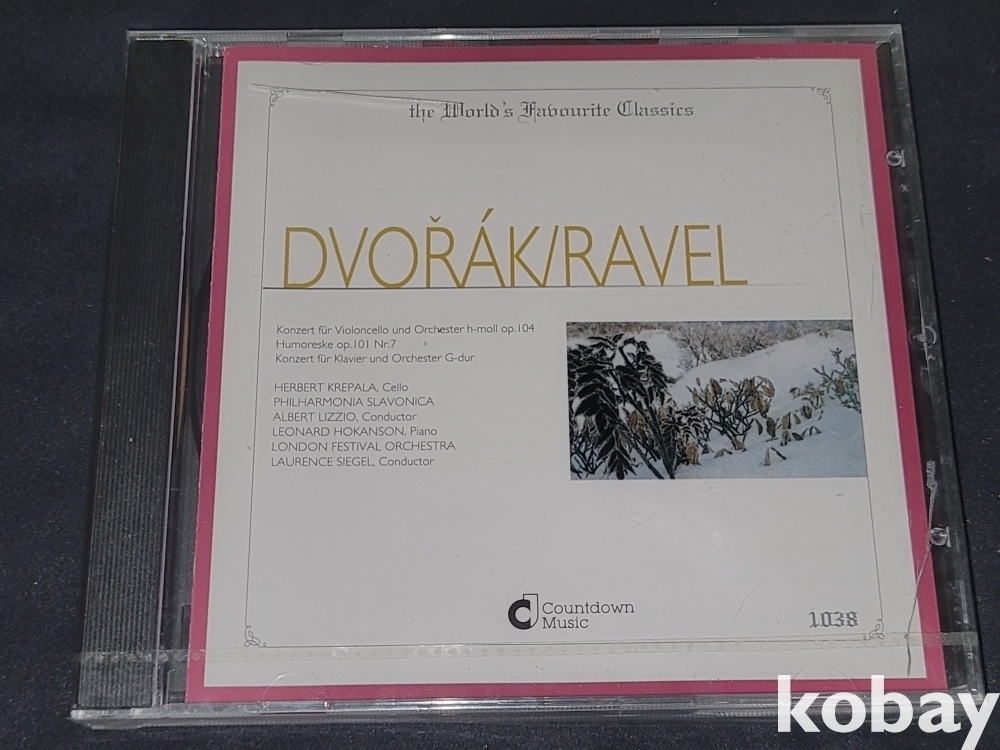 the World's Favourite Classics
DVOŘÁK/RAVEL
Konzert für Violoncello und Orchester h-moll op.104
Humoreske op.101 Nr.7
Konzert für Klavier und Orchester G-dur
HERBERT KREPALA, Cello
PHILHARMONIA SLAVONICA
ALBERT LIZZIO, Conductor
LEONARD HOKANSON, Piano
LONDON FESTIVAL ORCHESTRA
LAURENCE SIEGEL, Conductor
Countdown
Music
1038
kobay